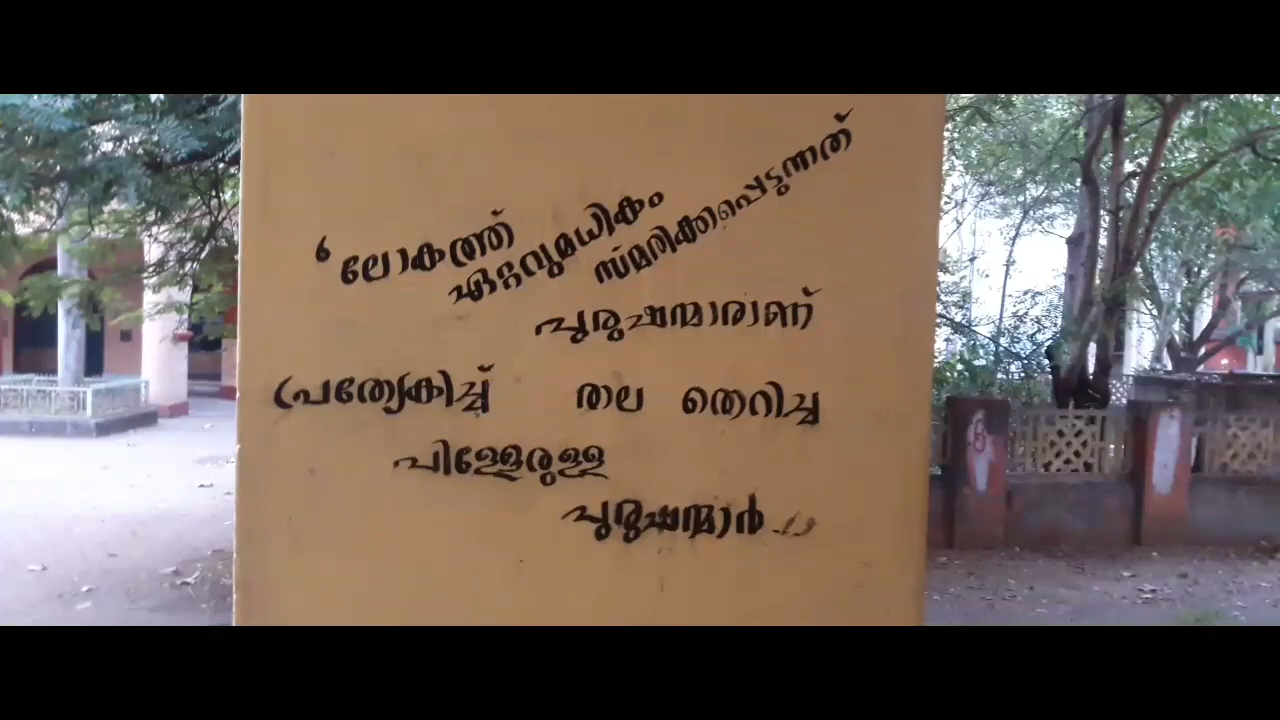 ‘ ലോകത്ത്
ഏറ്റവുമധികം
സ്മരിക്കപ്പെടുന്നത്
പുരുഷന്മാരാണ്
പ്രത്യേകിച്ച് തല തെറിച്ച
പിള്ളേരുള്ള
പുരുഷന്മാർ ,,